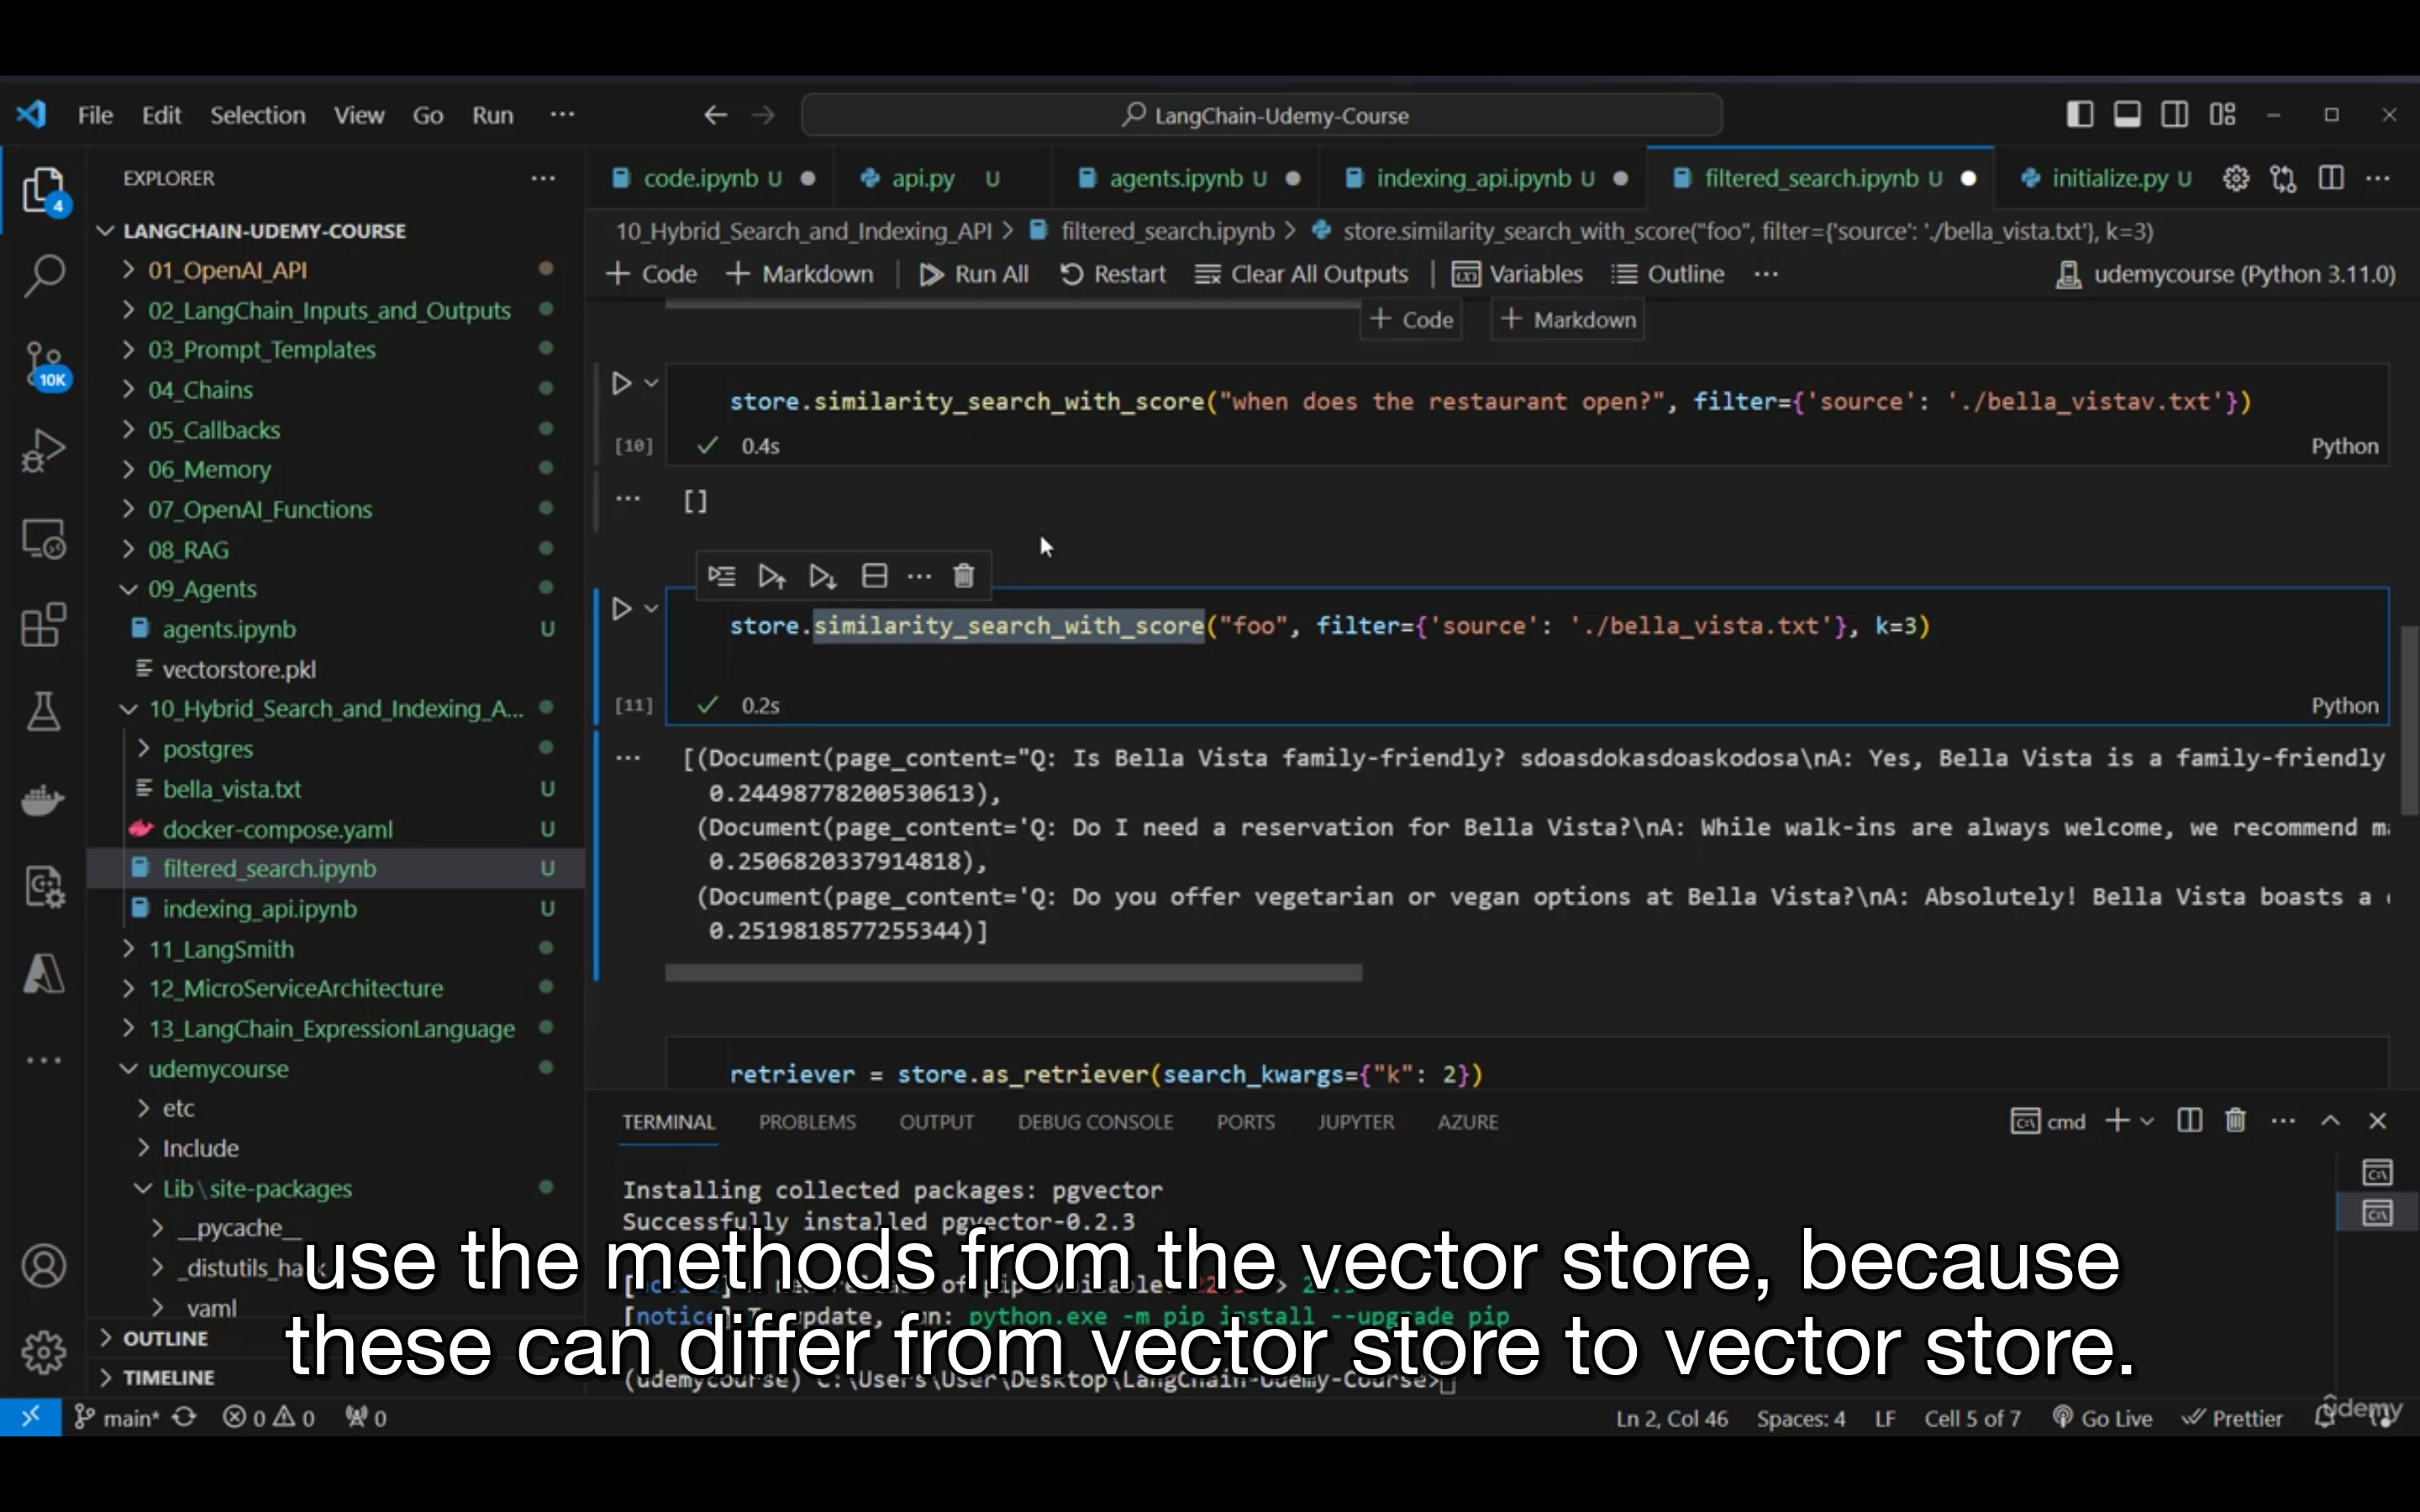 File Edit Selection View Go Run ···
LangChain-Udemy-Course
EXPLORER
code.ipynb U
api.py U
agents.ipynb U
indexing_api.ipynb U
filtered_search.ipynb U
initialize.py U
4
LANGCHAIN-UDEMY-COURSE
10_Hybrid_Search_and_Indexing_API > filtered_search.ipynb > store.similarity_search_with_score("foo", filter={'source': './bella_vista.txt'}, k=3)
+ Code + Markdown Run All Restart Clear All Outputs Variables Outline ··· udemycourse (Python 3.11.0)
01_OpenAI_API
02_LangChain_Inputs_and_Outputs
03_Prompt_Templates
10K
04_Chains
05_Callbacks
06_Memory
07_OpenAI_Functions
08_RAG
09_Agents
agents.ipynb U
vectorstore.pkl
10_Hybrid_Search_and_Indexing_A...
postgres
bella_vista.txt U
docker-compose.yaml U
filtered_search.ipynb U
indexing_api.ipynb U
11_LangSmith
12_MicroServiceArchitecture
13_LangChain_ExpressionLanguage
udemycourse
etc
Include
Lib\site-packages
__pycache__
_distutils_
_yaml
OUTLINE
TIMELINE
+ Code + Markdown
store.similarity_search_with_score("when does the restaurant open?", filter={'source': './bella_vistav.txt'})
[10] ✓ 0.4s
Python
[]
store.similarity_search_with_score("foo", filter={'source': './bella_vista.txt'}, k=3)
[11] ✓ 0.2s
Python
[(Document(page_content="Q: Is Bella Vista family-friendly? sdoasdokasdoaskodosa\nA: Yes, Bella Vista is a family-friendly
0.24498778200530613),
(Document(page_content='Q: Do I need a reservation for Bella Vista?\nA: While walk-ins are always welcome, we recommend
0.2506820337914818),
(Document(page_content='Q: Do you offer vegetarian or vegan options at Bella Vista?\nA: Absolutely! Bella Vista boasts a
0.2519818577255344)]
retriever = store.as_retriever(search_kwargs={"k": 2})
TERMINAL PROBLEMS OUTPUT DEBUG CONSOLE PORTS JUPYTER AZURE
cmd
Installing collected packages: pgvector
Successfully installed pgvector-0.2.3
[notice] To update, run: python.exe -m pip install --upgrade pip
(udemycourse) C:\Users\User\Desktop\LangChain-Udemy-Course>
use the methods from the vector store, because
these can differ from vector store to vector store.
main* 0 0 0
Ln 2, Col 46 Spaces: 4 LF Cell 5 of 7 Go Live Prettier
udemy